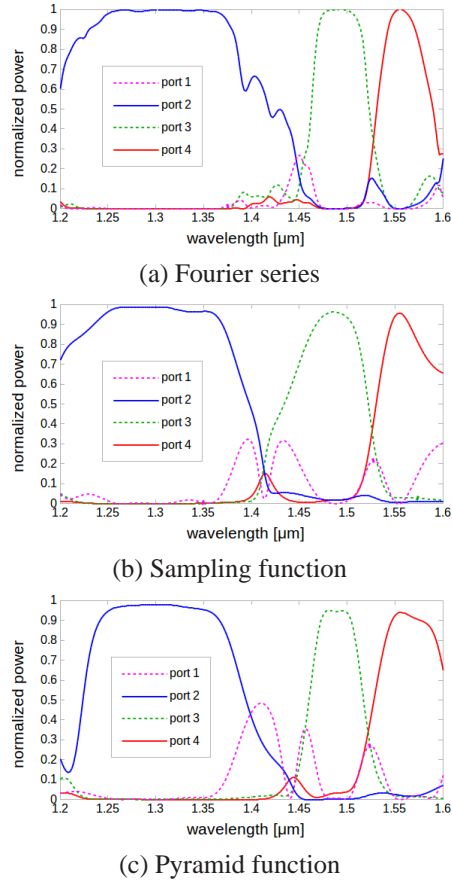 1
0.9
0.8
0.7
0.6
0.5
0.4
0.3
0.2
0.1
0
normalized power
port 1
port 2
port 3
port 4
1.2 1.25 1.3 1.35 1.4 1.45 1.5 1.55 1.6
wavelength [μm]
(a) Fourier series
1
0.9
0.8
0.7
0.6
0.5
0.4
0.3
0.2
0.1
0
normalized power
port 1
port 2
port 3
port 4
1.2 1.25 1.3 1.35 1.4 1.45 1.5 1.55 1.6
wavelength [μm]
(b) Sampling function
1
0.9
0.8
0.7
0.6
0.5
0.4
0.3
0.2
0.1
0
normalized power
port 1
port 2
port 3
port 4
1.2 1.25 1.3 1.35 1.4 1.45 1.5 1.55 1.6
wavelength [μm]
(c) Pyramid function